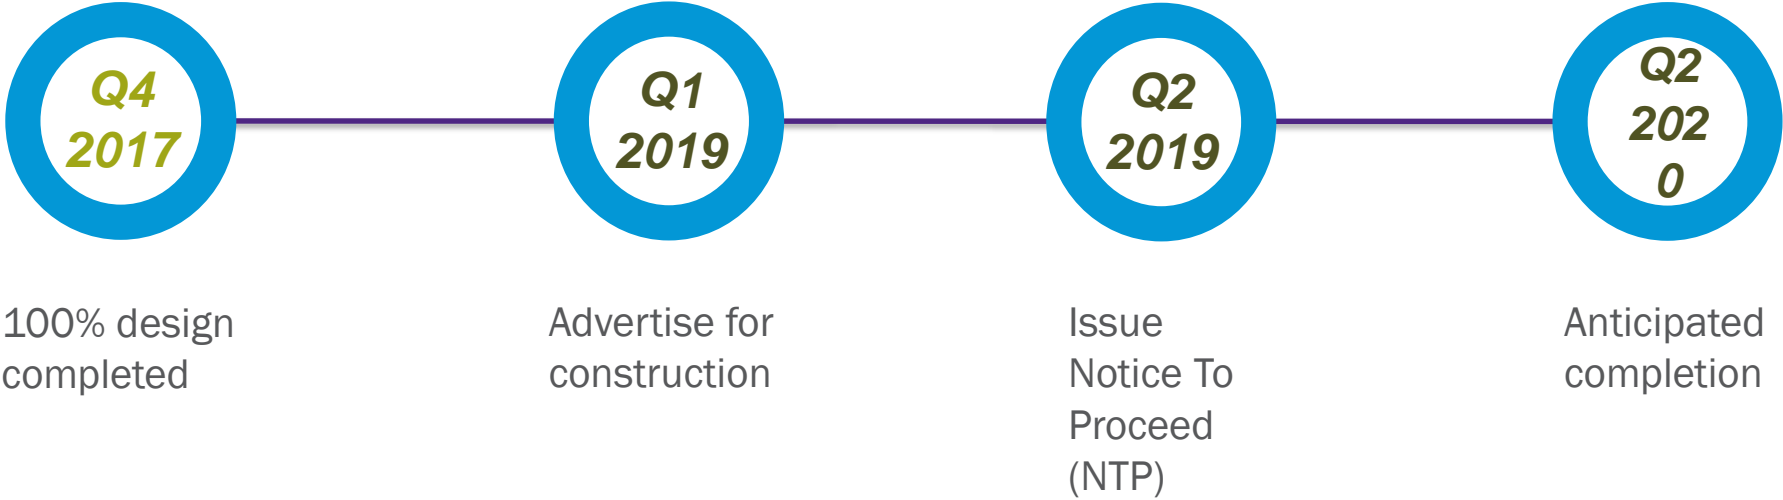 Q4
2017
Q1
2019
Q2
2019
Q2
202
0
100% design
completed
Advertise for
construction
Issue
Notice To
Proceed
(NTP)
Anticipated
completion